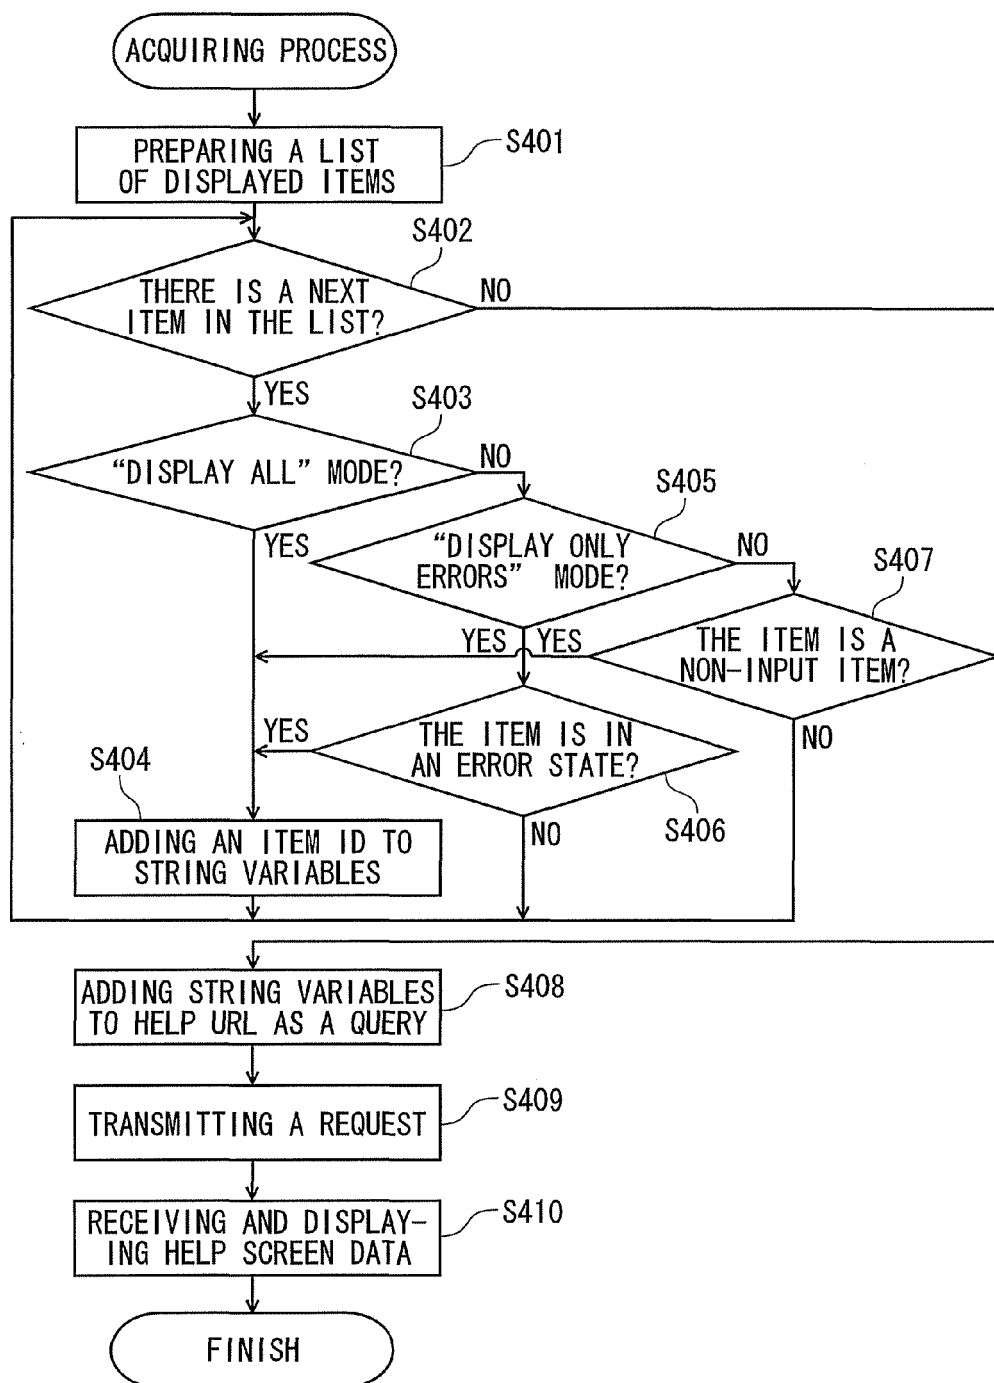 ACQUIRING PROCESS
PREPARING A LIST
OF DISPLAYED ITEMS
S401
S402
THERE IS A NEXT
ITEM IN THE LIST?
NO
YES
S403
"DISPLAY ALL" MODE?
NO
S405
YES
"DISPLAY ONLY
ERRORS" MODE?
NO
S407
YES
YES
THE ITEM IS A
NON-INPUT ITEM?
YES
THE ITEM IS IN
AN ERROR STATE?
NO
S404
S406
NO
ADDING AN ITEM ID TO
STRING VARIABLES
ADDING STRING VARIABLES
TO HELP URL AS A QUERY
S408
TRANSMITTING A REQUEST
S409
RECEIVING AND DISPLAY-
ING HELP SCREEN DATA
S410
FINISH